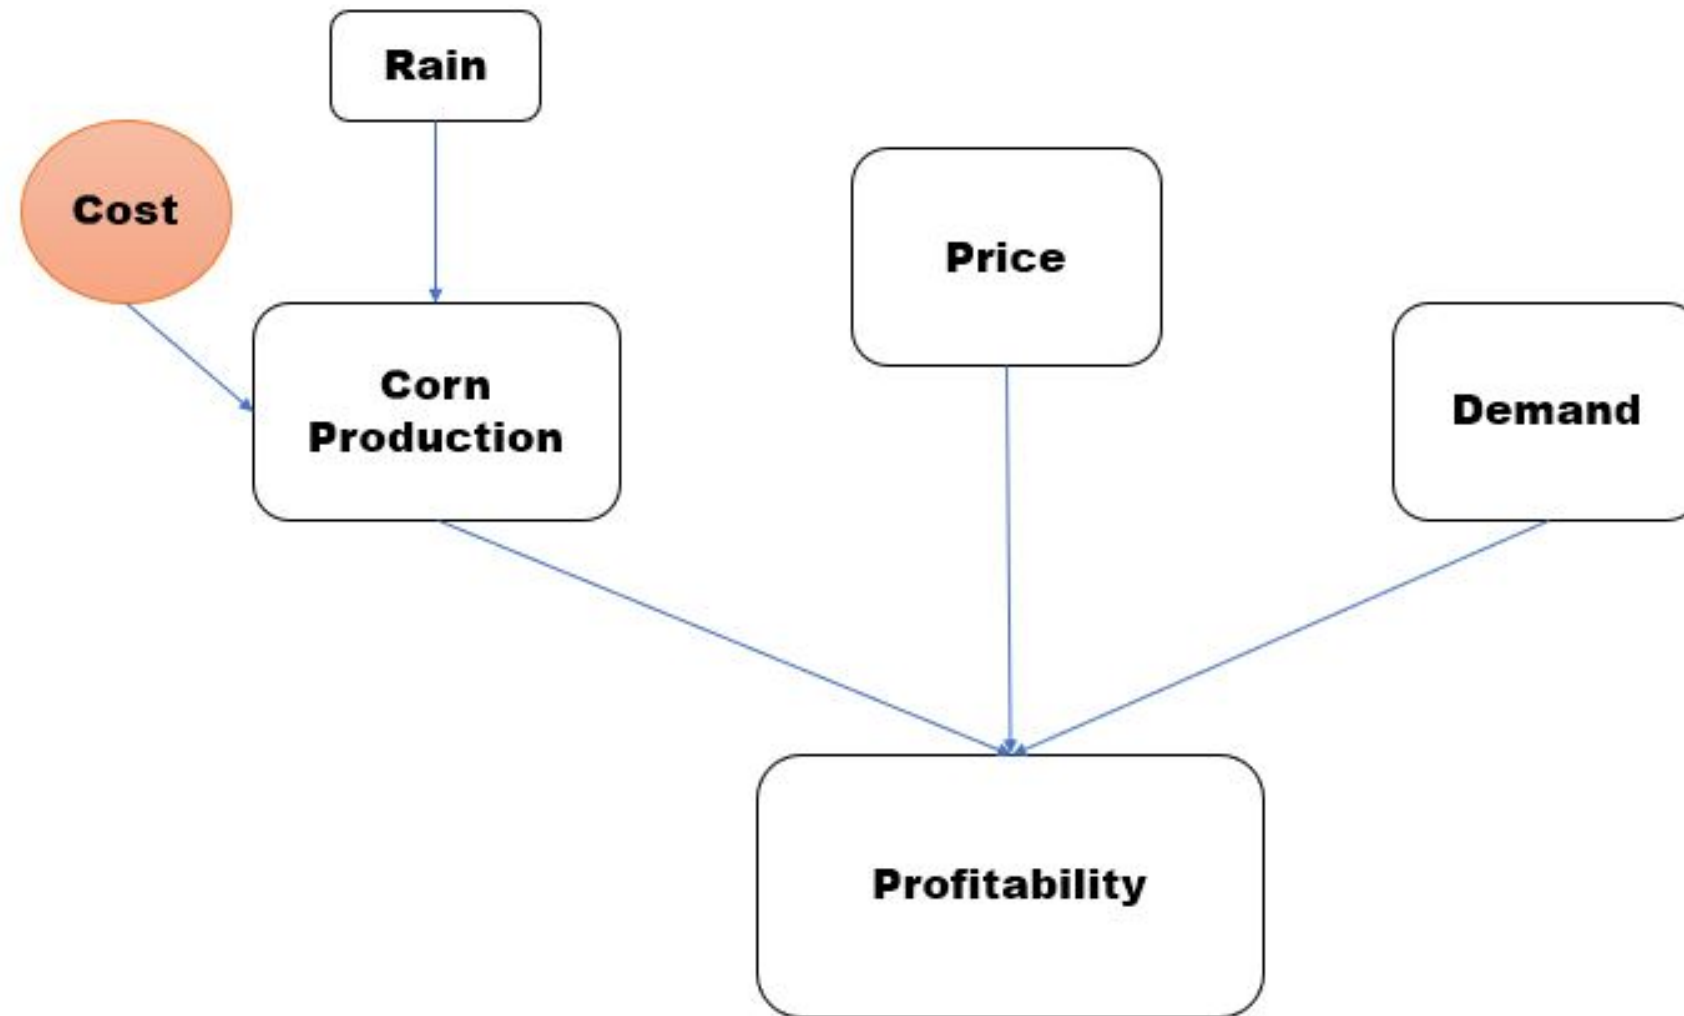 Rain
Cost
Price
Corn
Production
Demand
Profitability